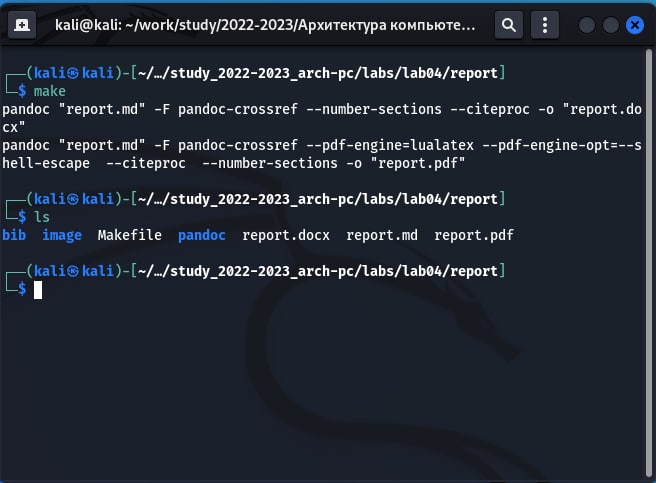 kali@kali: ~/work/study/2022-2023/Архитектура компьюте...
┌──(kali㉿kali)-[~/…/study_2022-2023_arch-pc/labs/lab04/report]
└─$ make
pandoc "report.md" -F pandoc-crossref --number-sections --citeproc -o "report.do
cx"
pandoc "report.md" -F pandoc-crossref --pdf-engine=lualatex --pdf-engine-opt=--s
hell-escape  --citeproc  --number-sections -o "report.pdf"
┌──(kali㉿kali)-[~/…/study_2022-2023_arch-pc/labs/lab04/report]
└─$ ls
bib  image  Makefile  pandoc  report.docx  report.md  report.pdf
┌──(kali㉿kali)-[~/…/study_2022-2023_arch-pc/labs/lab04/report]
└─$